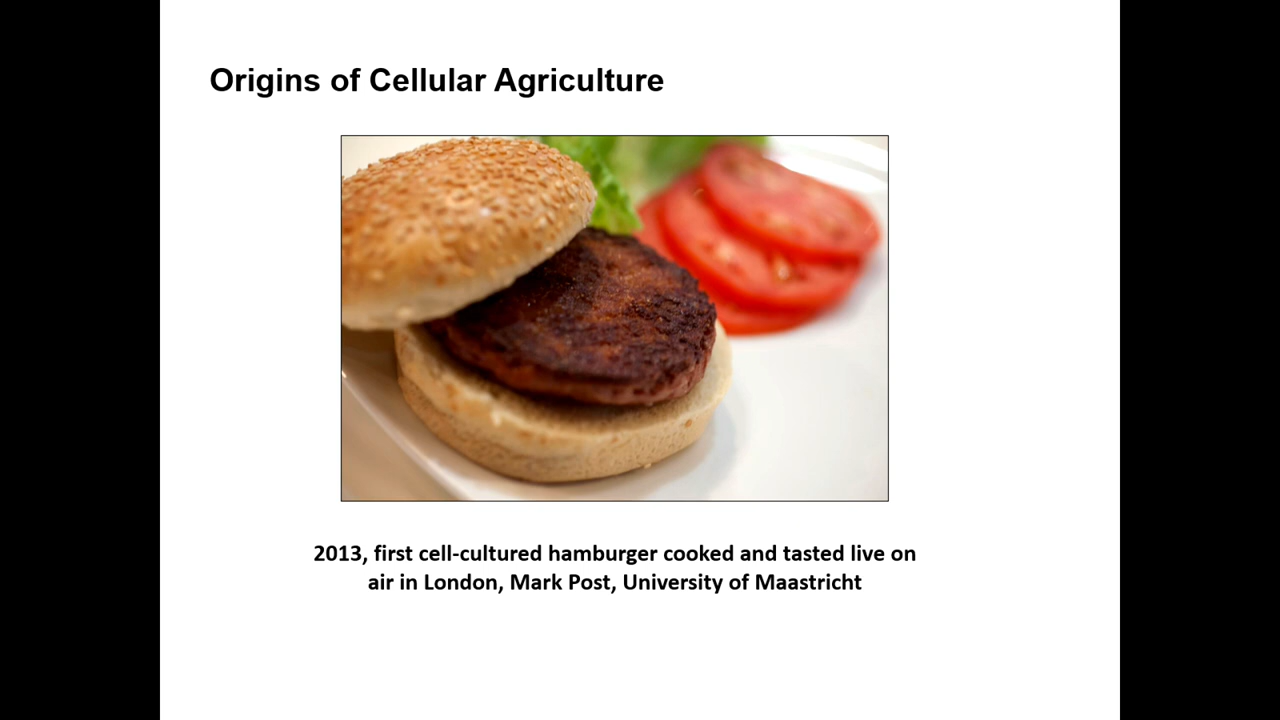 Origins of Cellular Agriculture
2013, first cell-cultured hamburger cooked and tasted live on
air in London, Mark Post, University of Maastricht